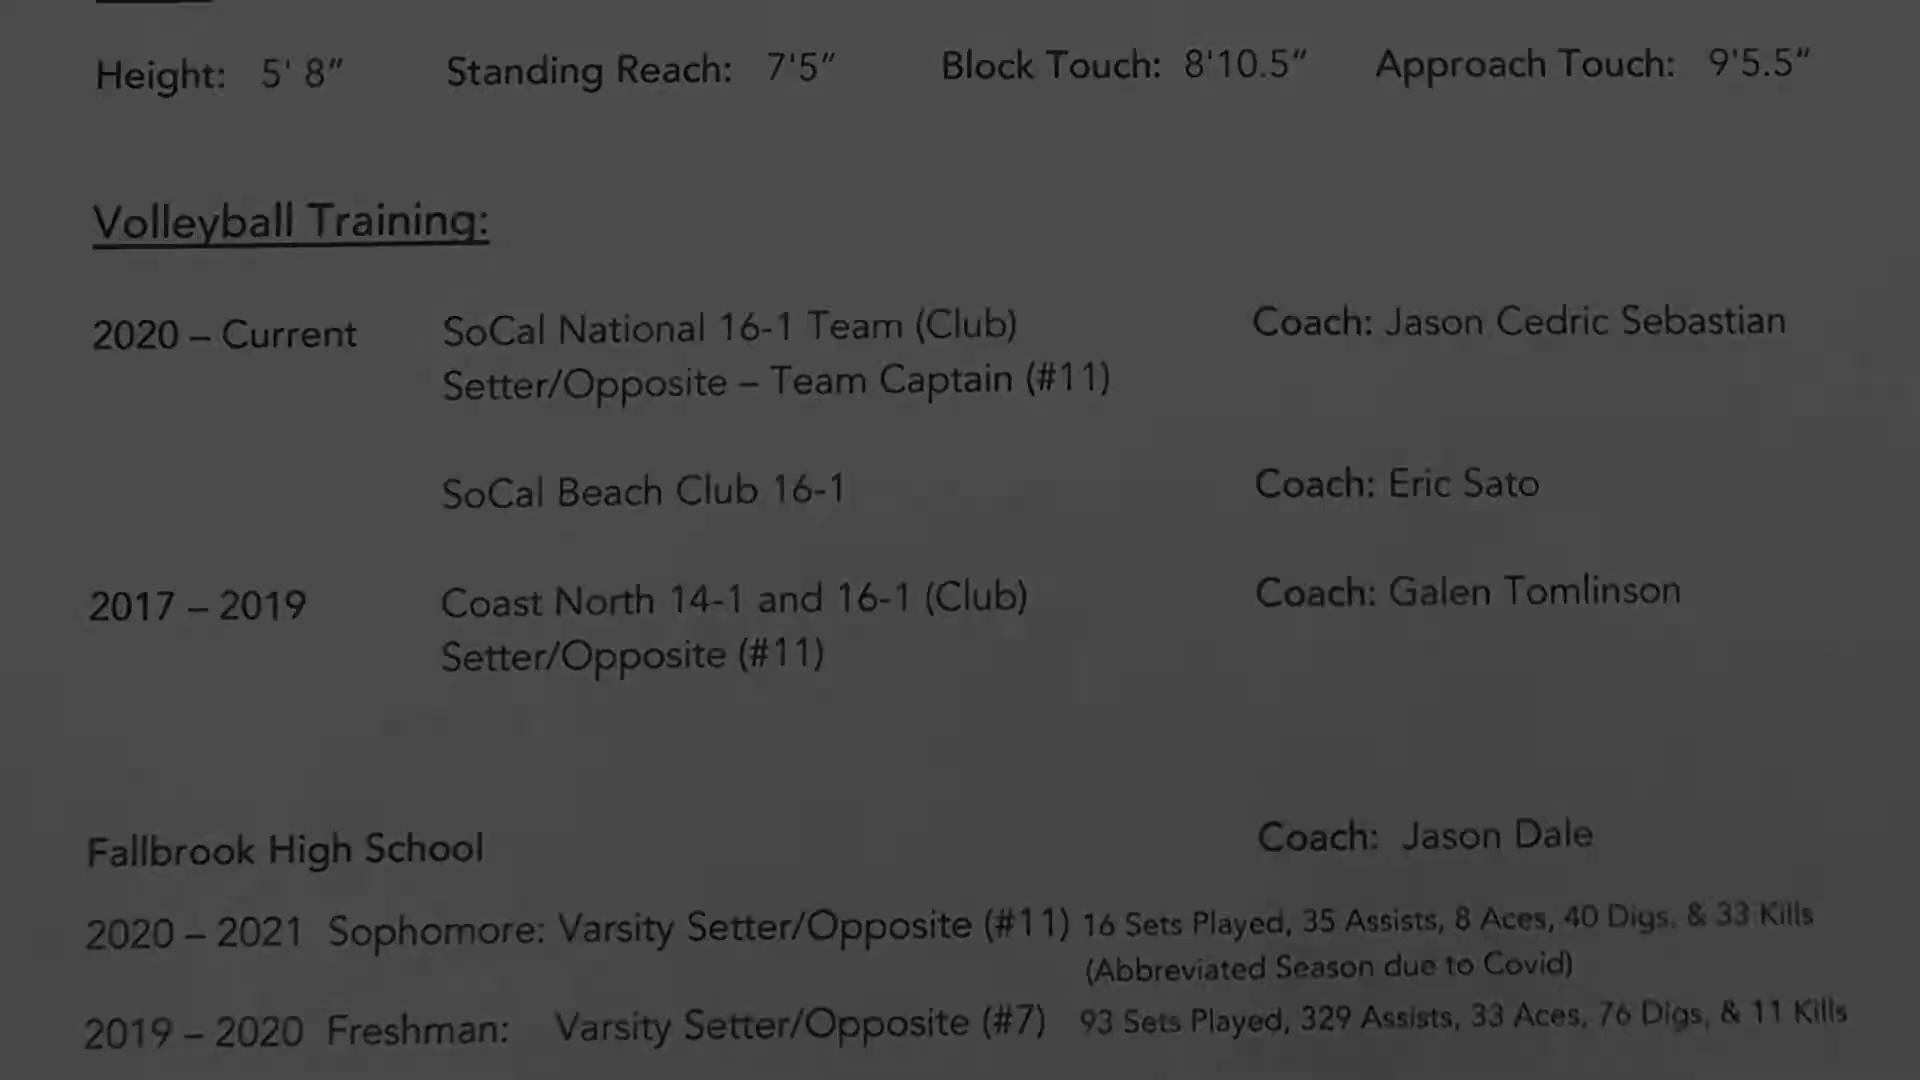 Height: 5' 8" Standing Reach: 7'5" Block Touch: 8'10.5" Approach Touch: 9'5.5"
Volleyball Training:
2020 – Current SoCal National 16-1 Team (Club) Coach: Jason Cedric Sebastian
Setter/Opposite – Team Captain (#11)
SoCal Beach Club 16-1 Coach: Eric Sato
2017 – 2019 Coast North 14-1 and 16-1 (Club) Coach: Galen Tomlinson
Setter/Opposite (#11)
Fallbrook High School Coach: Jason Dale
2020 – 2021 Sophomore: Varsity Setter/Opposite (#11) 16 Sets Played, 35 Assists, 8 Aces, 40 Digs, & 33 Kills
(Abbreviated Season due to Covid)
2019 – 2020 Freshman: Varsity Setter/Opposite (#7) 93 Sets Played, 329 Assists, 33 Aces, 76 Digs, & 11 Kills